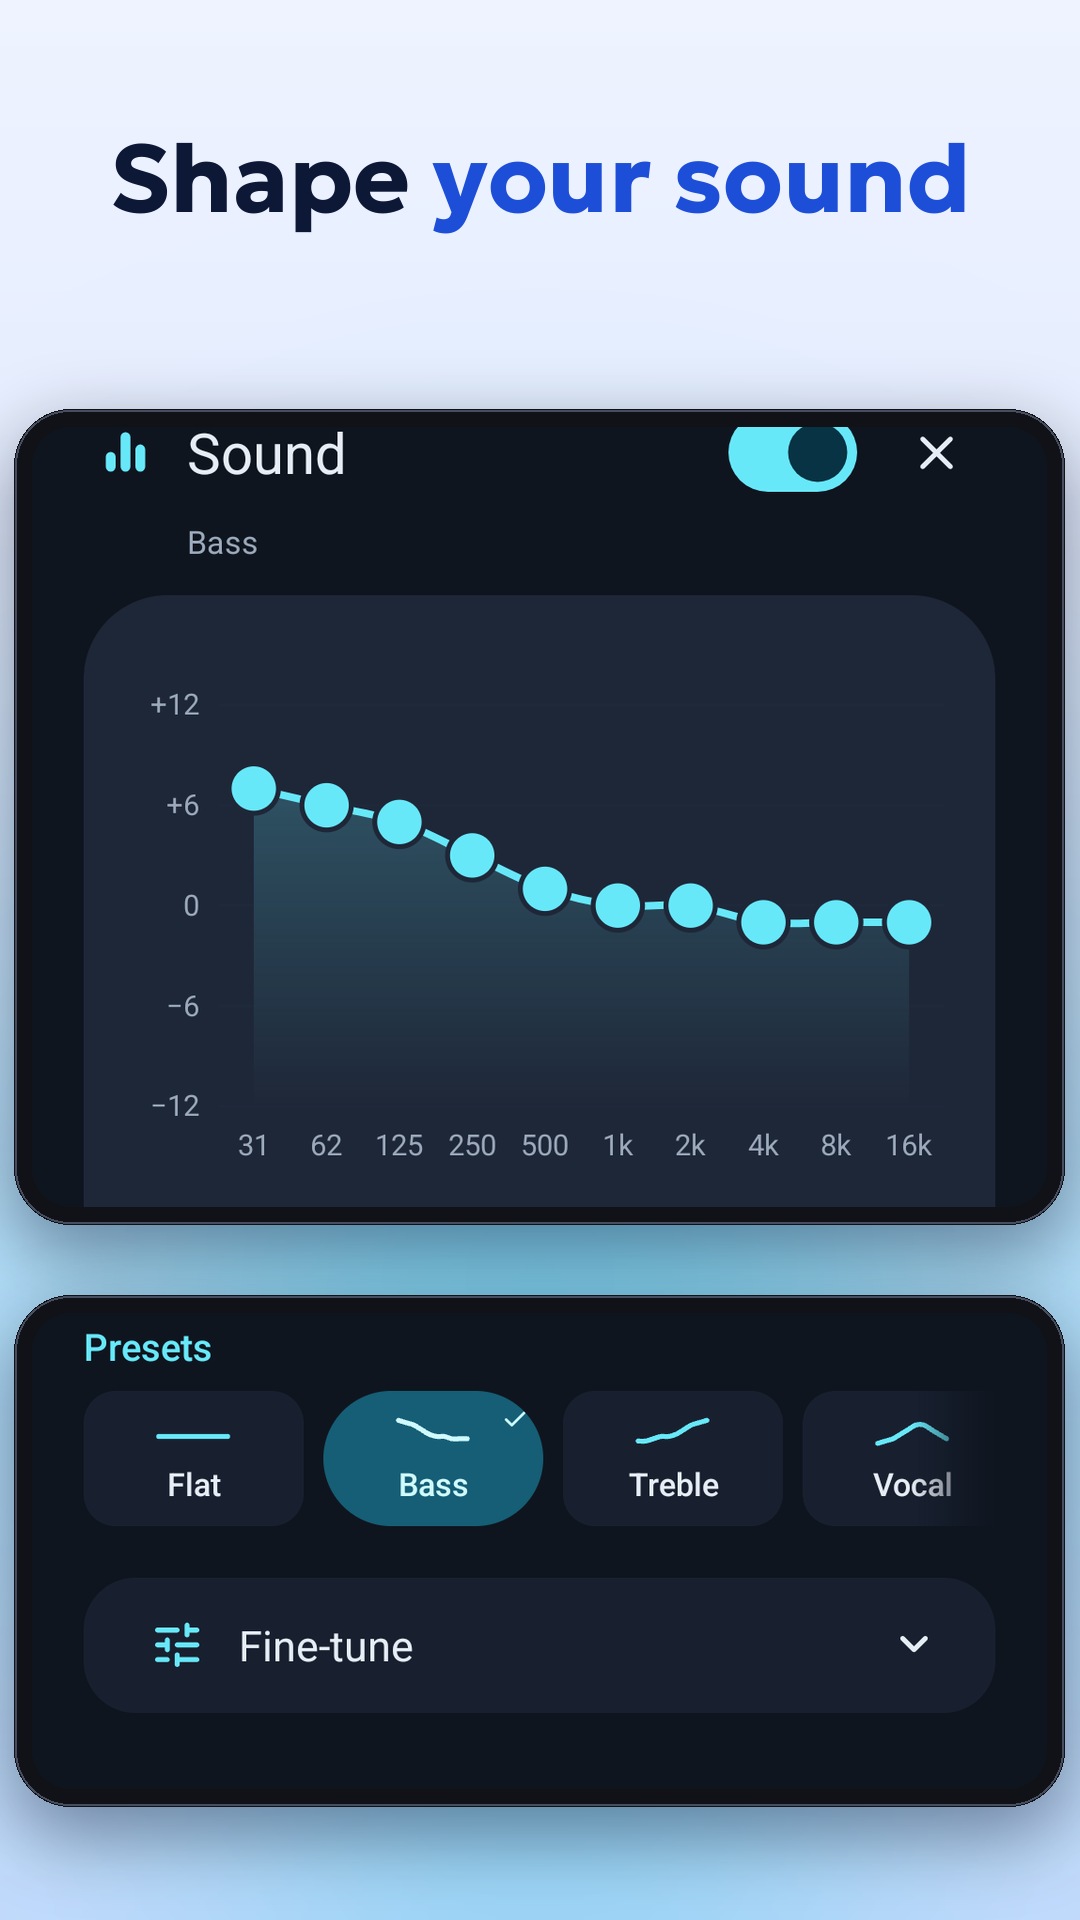 Shape your sound
Sound
Bass
+12
+6
0
−6
−12
31 62 125 250 500 1k 2k 4k 8k 16k
Presets
Flat Bass Treble Vocal
Fine-tune